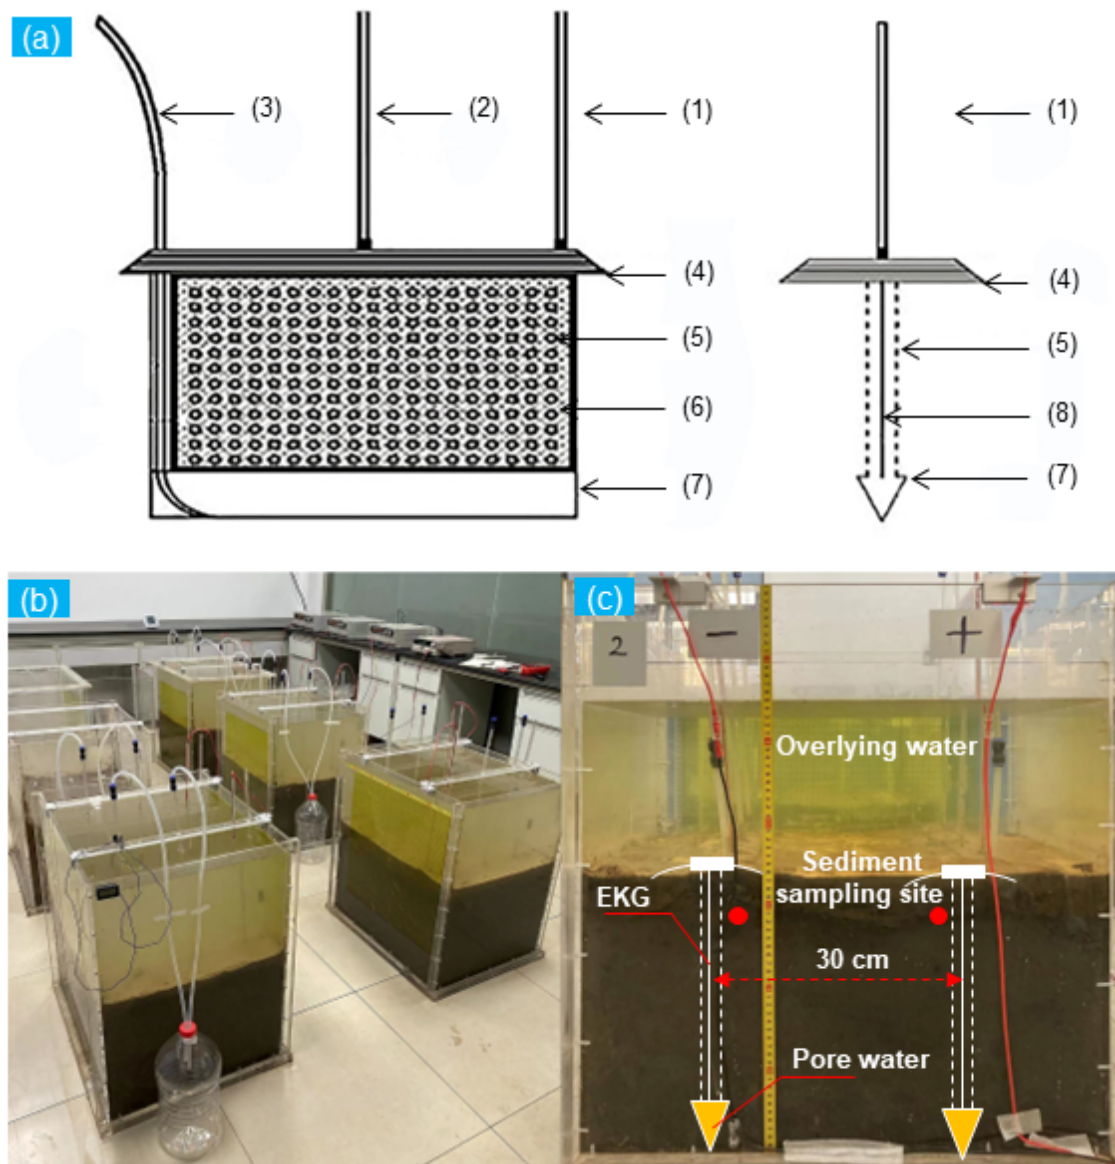 (a)
(3)
(2)
(1)
(1)
(4)
(4)
(5)
(5)
(6)
(8)
(7)
(7)
(b)
(c)
2
−
+
Overlying water
Sediment
sampling site
EKG
30 cm
Pore water